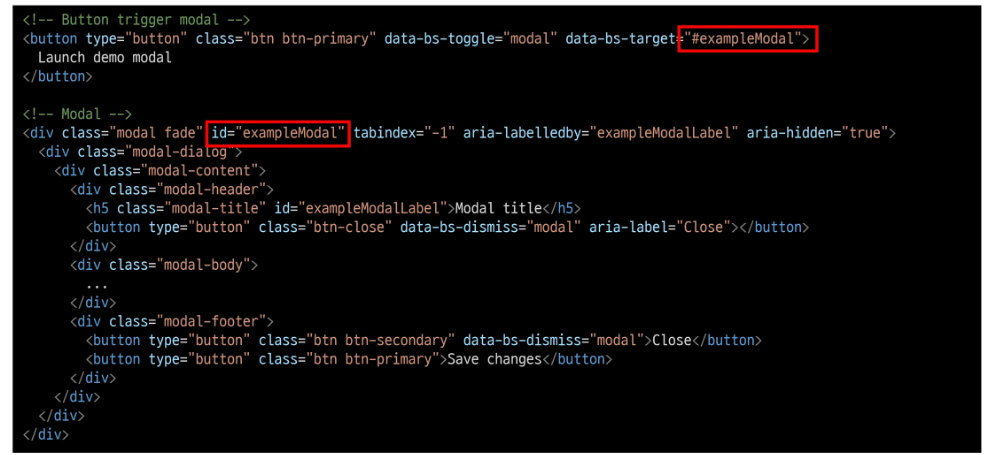 <!-- Button trigger modal -->
<button type="button" class="btn btn-primary" data-bs-toggle="modal" data-bs-target="#exampleModal">
  Launch demo modal
</button>

<!-- Modal -->
<div class="modal fade" id="exampleModal" tabindex="-1" aria-labelledby="exampleModalLabel" aria-hidden="true">
  <div class="modal-dialog">
    <div class="modal-content">
      <div class="modal-header">
        <h5 class="modal-title" id="exampleModalLabel">Modal title</h5>
        <button type="button" class="btn-close" data-bs-dismiss="modal" aria-label="Close"></button>
      </div>
      <div class="modal-body">
        ...
      </div>
      <div class="modal-footer">
        <button type="button" class="btn btn-secondary" data-bs-dismiss="modal">Close</button>
        <button type="button" class="btn btn-primary">Save changes</button>
      </div>
    </div>
  </div>
</div>